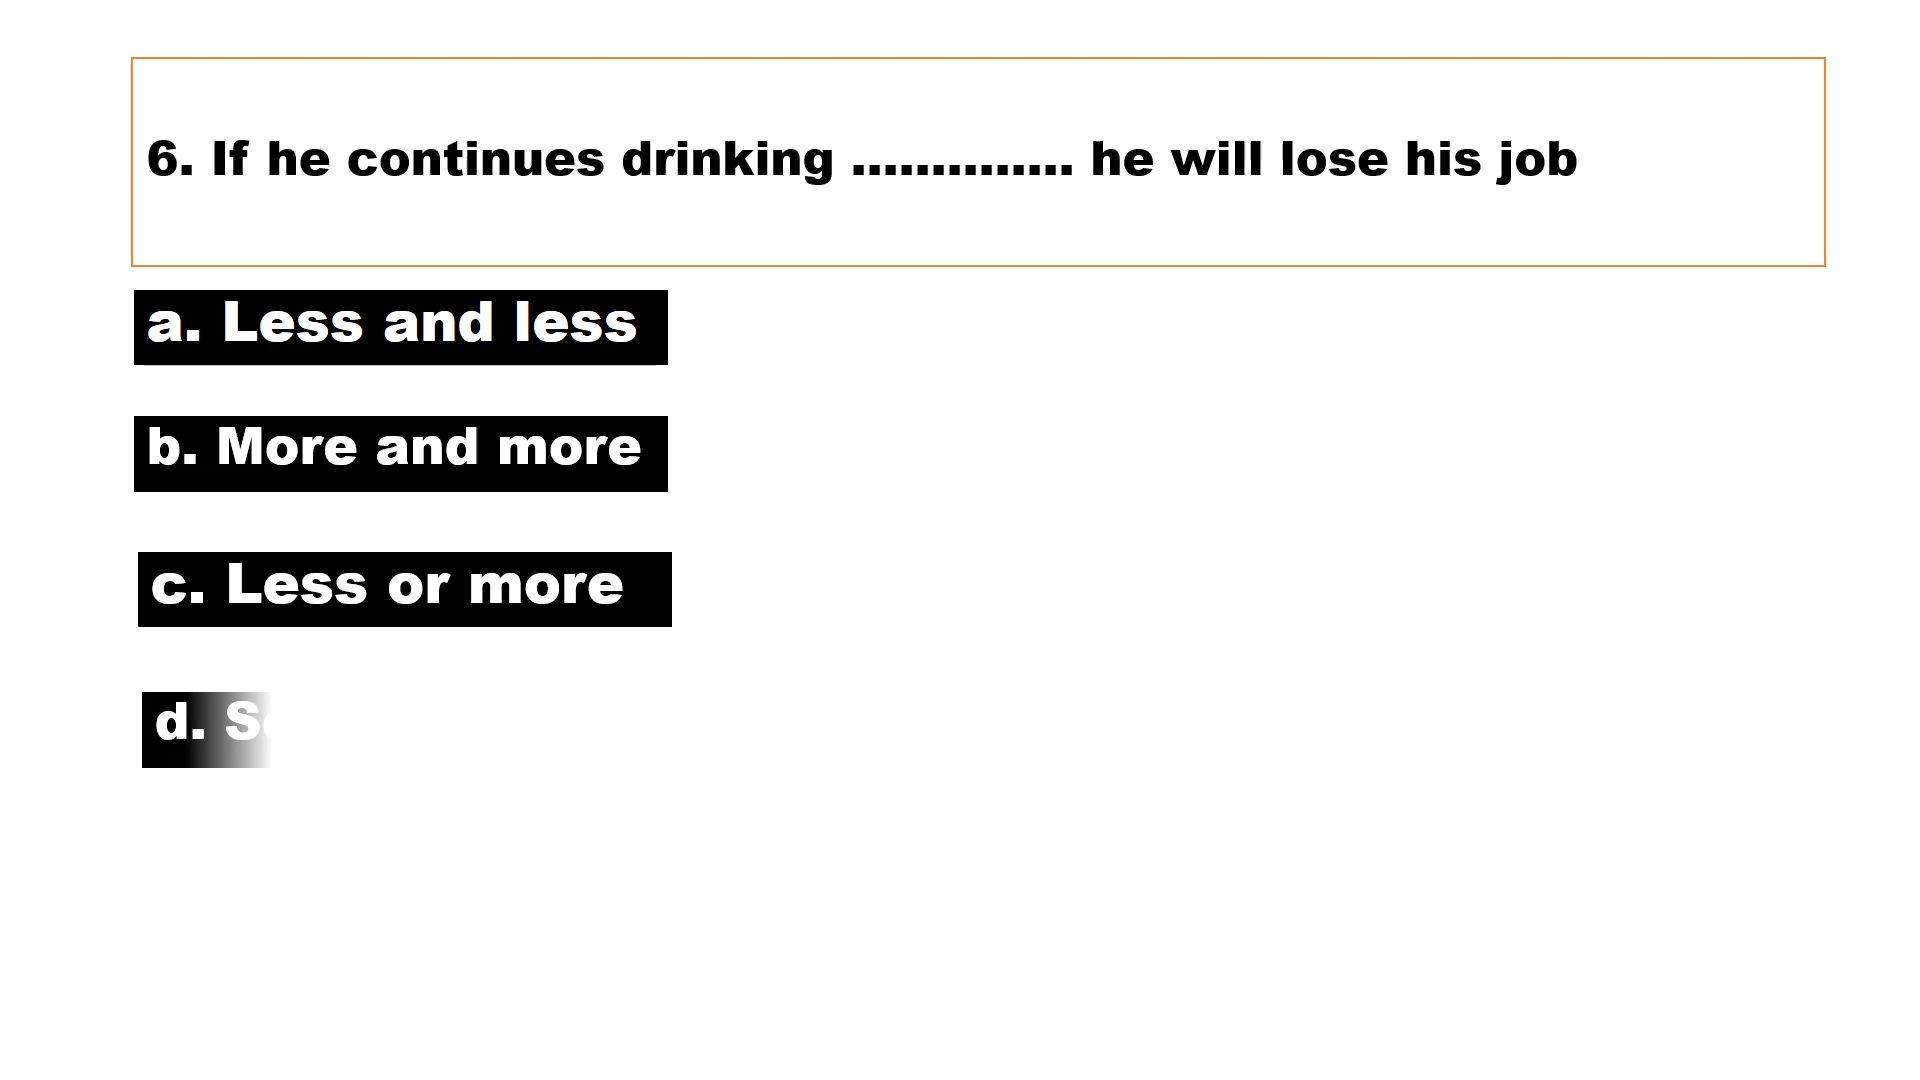 6. If he continues drinking .............. he will lose his job
a. Less and less
b. More and more
c. Less or more
d.